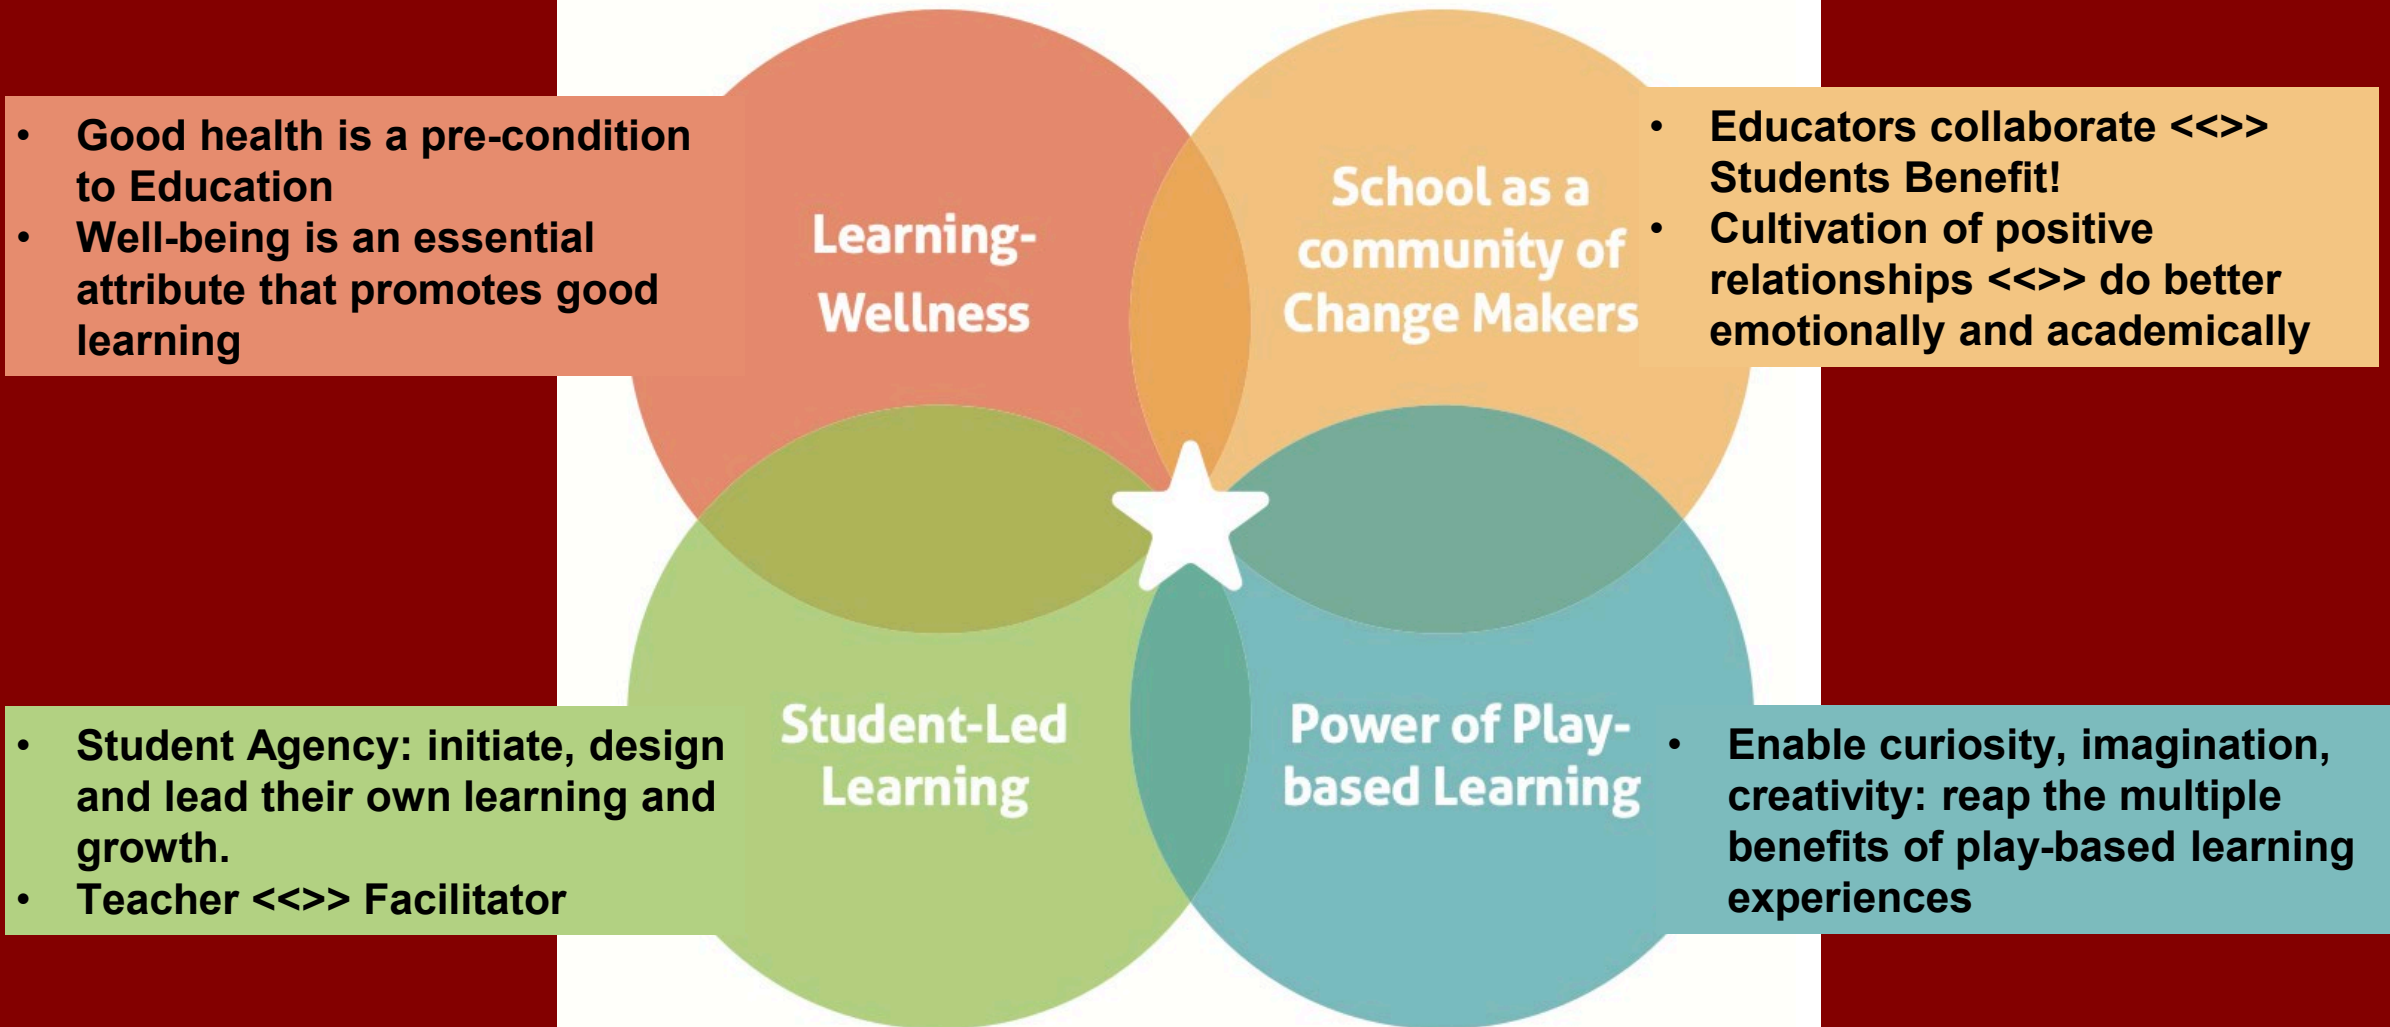 • Good health is a pre-condition
to Education
• Well-being is an essential
attribute that promotes good
learning
Learning-
Wellness
School as a
community of
Change Makers
• Educators collaborate <<>>
Students Benefit!
• Cultivation of positive
relationships <<>> do better
emotionally and academically
• Student Agency: initiate, design
and lead their own learning and
growth.
• Teacher <<>> Facilitator
Student-Led
Learning
Power of Play-
based Learning
• Enable curiosity, imagination,
creativity: reap the multiple
benefits of play-based learning
experiences